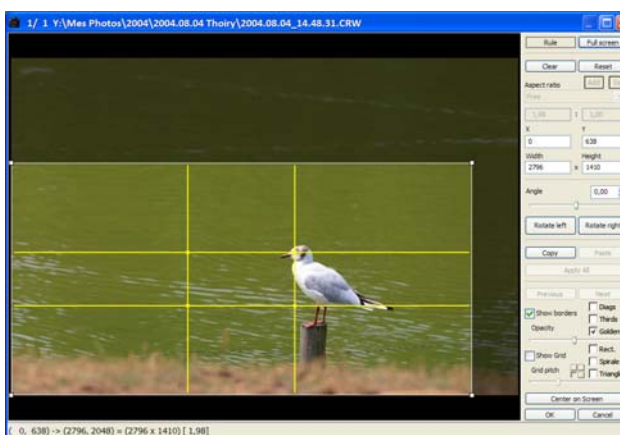 1/ 1 Y:\Mes Photos\2004\2004.08.04 Thoiry\2004.08.04_14.48.31.CRW
Rule Full screen
Clear Reset
Aspect ratio Add
Free
1,98 1 1,00
X Y
0 638
Width Height
2796 x 1410
Angle 0,00
Rotate left Rotate right
Copy Paste
Apply All
Previous Next
Show borders
Diags
Thirds
Opacity
Golden
Rect.
Show Grid
Spirale
Grid pitch
Triangle
Center on Screen
OK Cancel
( 0, 638) -> (2796, 2048) = (2796 x 1410) [ 1,98]